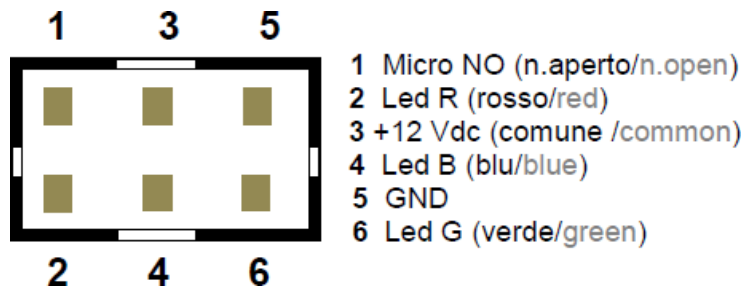 1 3 5
1 Micro NO (n.aperto/n.open)
2 Led R (rosso/red)
3 +12 Vdc (comune /common)
4 Led B (blu/blue)
5 GND
6 Led G (verde/green)
2 4 6